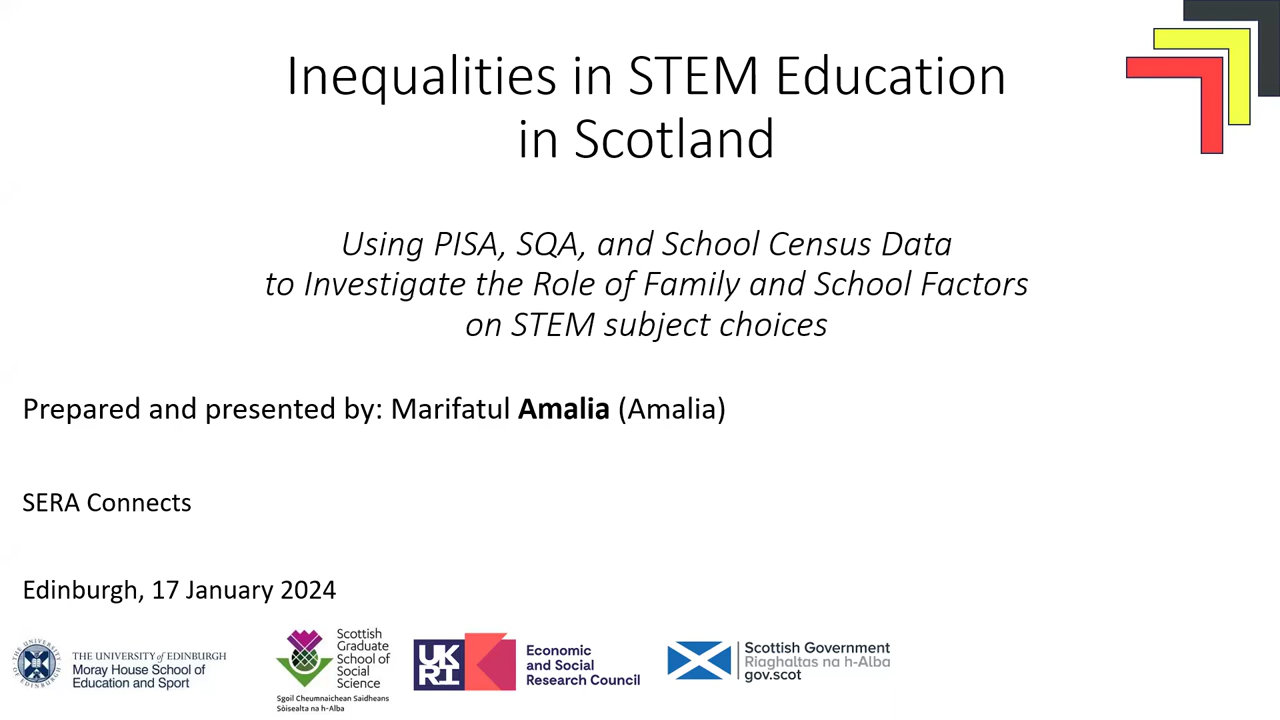 Inequalities in STEM Education
in Scotland
Using PISA, SQA, and School Census Data
to Investigate the Role of Family and School Factors
on STEM subject choices
Prepared and presented by: Marifatul Amalia (Amalia)
SERA Connects
Edinburgh, 17 January 2024
THE UNIVERSITY of EDINBURGH
Moray House School of
Education and Sport
Scottish
Graduate
School of
Social
Science
Sgoil Cheumnaichean Saidheans
Sòisealta na h-Alba
UK
RI
Economic
and Social
Research Council
Scottish Government
Riaghaltas na h-Alba
gov.scot